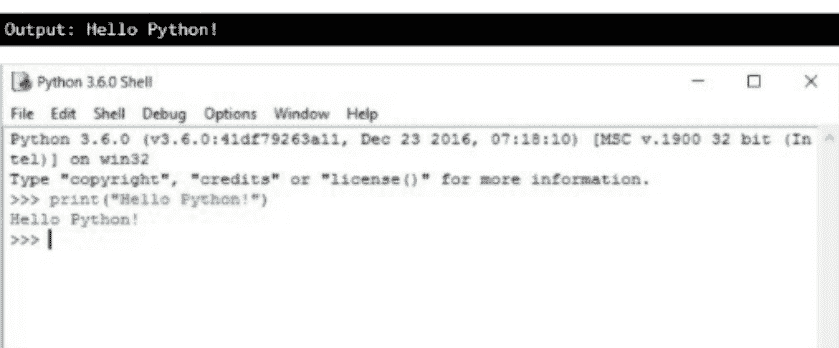 Output: Hello Python!
Python 3.6.0 Shell
File Edit Shell Debug Options Window Help
Python 3.6.0 (v3.6.0:41df79263a11, Dec 23 2016, 07:18:10) [MSC v.1900 32 bit (In
tel)] on win32
Type "copyright", "credits" or "license()" for more information.
>>> print("Hello Python!")
Hello Python!
>>>